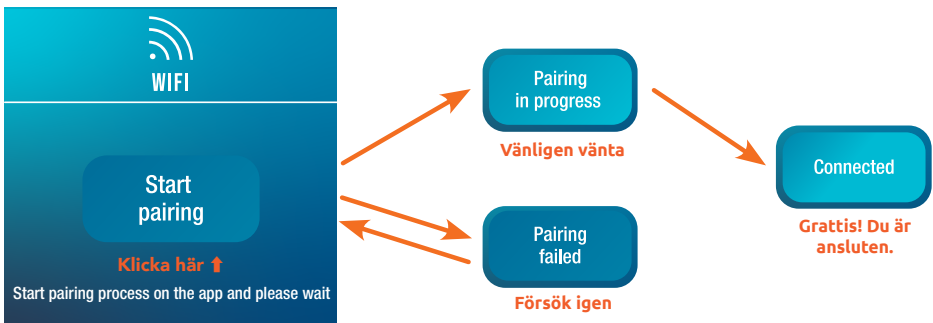 WIFI
Start
pairing
Klicka här ⬆
Start pairing process on the app and please wait
Pairing
in progress
Vänligen vänta
Pairing
failed
Försök igen
Connected
Grattis! Du är
ansluten.